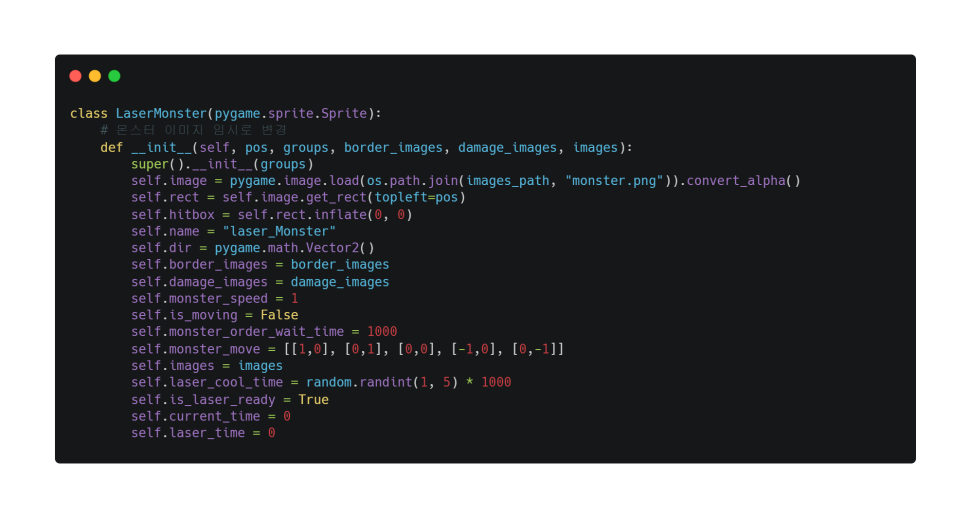 class LaserMonster(pygame.sprite.Sprite):
    # 몬스터 이미지 임시로 변경
    def __init__(self, pos, groups, border_images, damage_images, images):
        super().__init__(groups)
        self.image = pygame.image.load(os.path.join(images_path, "monster.png")).convert_alpha()
        self.rect = self.image.get_rect(topleft=pos)
        self.hitbox = self.rect.inflate(0, 0)
        self.name = "laser_Monster"
        self.dir = pygame.math.Vector2()
        self.border_images = border_images
        self.damage_images = damage_images
        self.monster_speed = 1
        self.is_moving = False
        self.monster_order_wait_time = 1000
        self.monster_move = [[1,0], [0,1], [0,0], [-1,0], [0,-1]]
        self.images = images
        self.laser_cool_time = random.randint(1, 5) * 1000
        self.is_laser_ready = True
        self.current_time = 0
        self.laser_time = 0